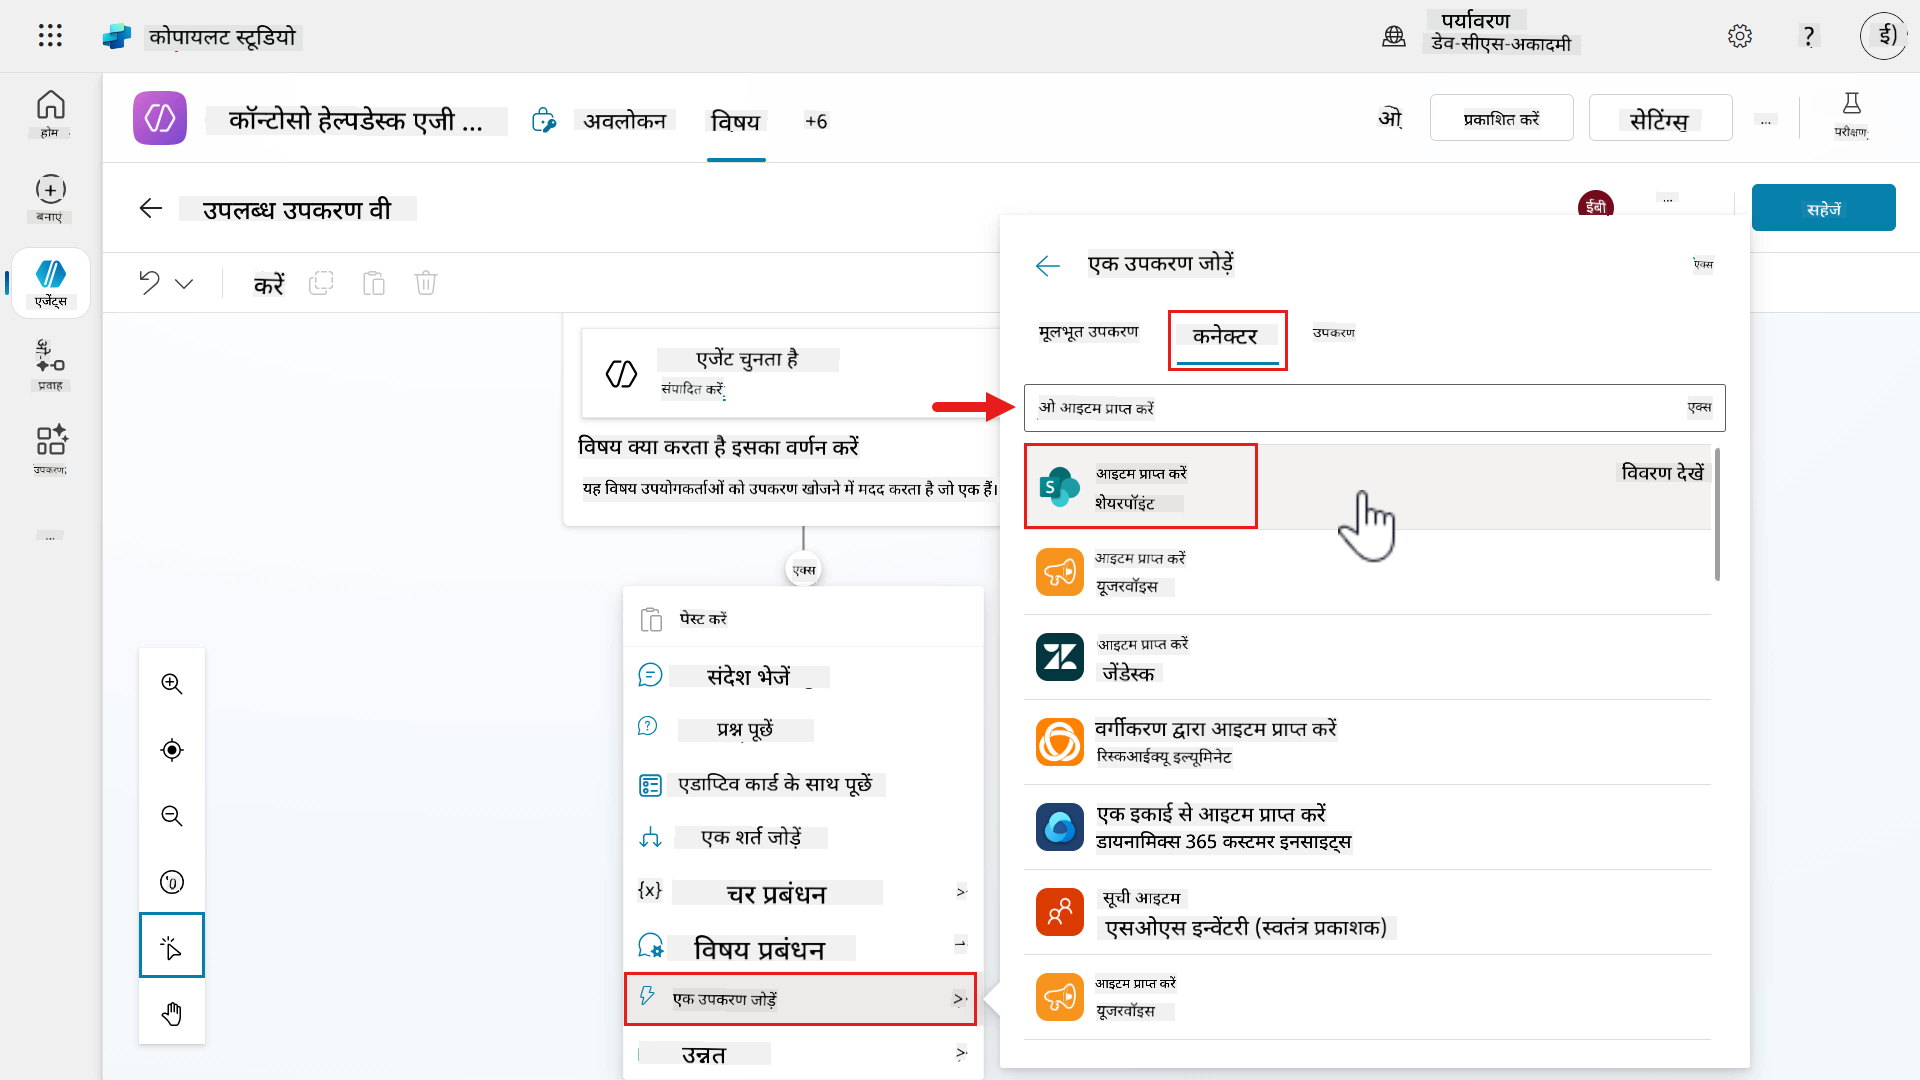 कोपायलट स्टूडियो
पर्यावरण
डेव-सीएस-अकादमी
?
ई)
होम
बनाएं
एजेंट्स
प्रवाह
उपकरण
...
कॉन्टोसो हेल्पडेस्क एजी ...
अवलोकन
विषय
+6
ओ
प्रकाशित करें
सेटिंग्स
...
परीक्षण
उपलब्ध उपकरण वी
ईबी
...
सहेजें
करें
एजेंट चुनता है
संपादित करें
विषय क्या करता है इसका वर्णन करें
यह विषय उपयोगकर्ताओं को उपकरण खोजने में मदद करता है जो एक हैं।
एक्स
पेस्ट करें
संदेश भेजें
प्रश्न पूछें
एडाप्टिव कार्ड के साथ पूछें
एक शर्त जोड़ें
{x} चर प्रबंधन >
विषय प्रबंधन
एक उपकरण जोड़ें >
उन्नत >
एक उपकरण जोड़ें
एक्स
मूलभूत उपकरण
कनेक्टर
उपकरण
ओ आइटम प्राप्त करें
एक्स
आइटम प्राप्त करें
शेयरपॉइंट
विवरण देखें
आइटम प्राप्त करें
यूजरवॉइस
आइटम प्राप्त करें
जेंडेस्क
वर्गीकरण द्वारा आइटम प्राप्त करें
रिस्कआईक्यू इल्यूमिनेट
एक इकाई से आइटम प्राप्त करें
डायनामिक्स 365 कस्टमर इनसाइट्स
सूची आइटम
एसओएस इन्वेंटरी (स्वतंत्र प्रकाशक)
आइटम प्राप्त करें
यूजरवॉइस